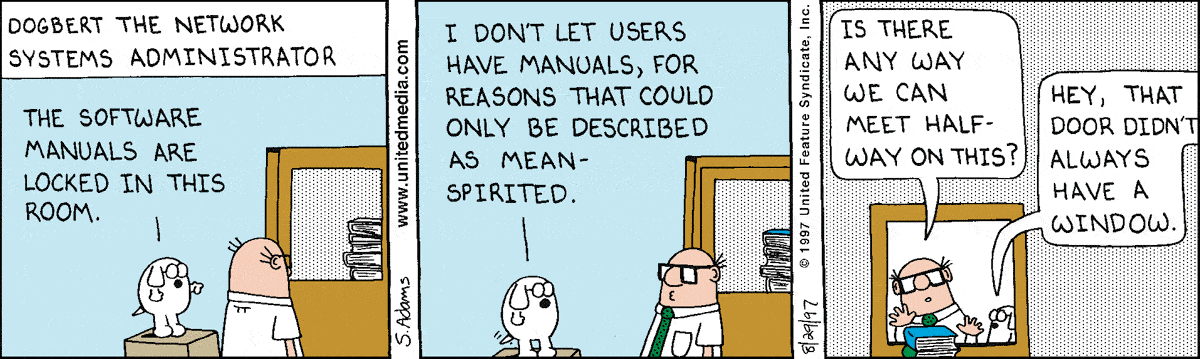 DOGBERT THE NETWORK
SYSTEMS ADMINISTRATOR
THE SOFTWARE
MANUALS ARE
LOCKED IN THIS
ROOM.
www.unitedmedia.com
S.Adams
I DON'T LET USERS
HAVE MANUALS, FOR
REASONS THAT COULD
ONLY BE DESCRIBED
AS MEAN-
SPIRITED.
8/29/97
© 1997 United Feature Syndicate, Inc.
IS THERE
ANY WAY
WE CAN
MEET HALF-
WAY ON THIS?
HEY, THAT
DOOR DIDN'T
ALWAYS
HAVE A
WINDOW.